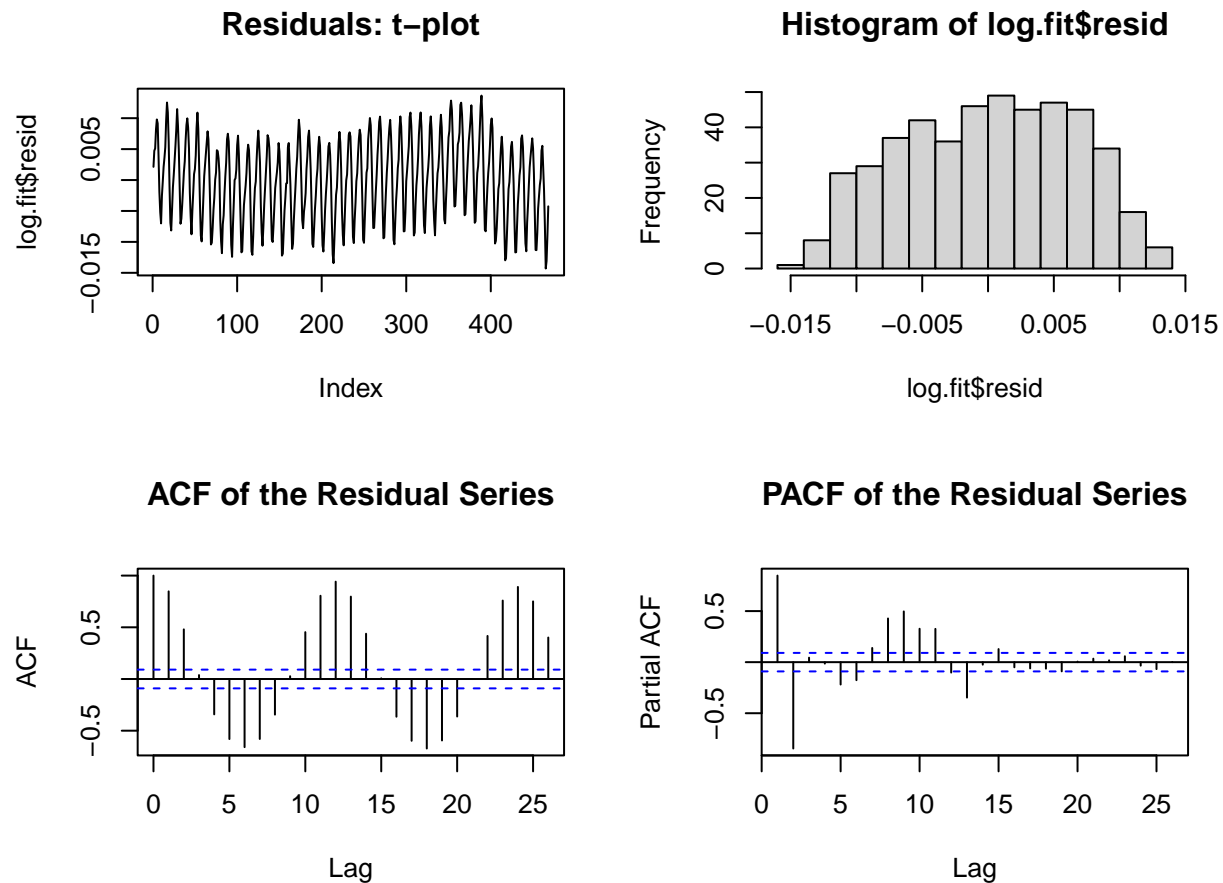 Residuals: t−plot
log.fit$resid
0.005
−0.015
0 100 200 300 400
Index
Histogram of log.fit$resid
Frequency
40
20
0
−0.015 −0.005 0.005 0.015
log.fit$resid
ACF of the Residual Series
ACF
0.5
−0.5
0 5 10 15 20 25
Lag
PACF of the Residual Series
Partial ACF
0.5
−0.5
0 5 10 15 20 25
Lag